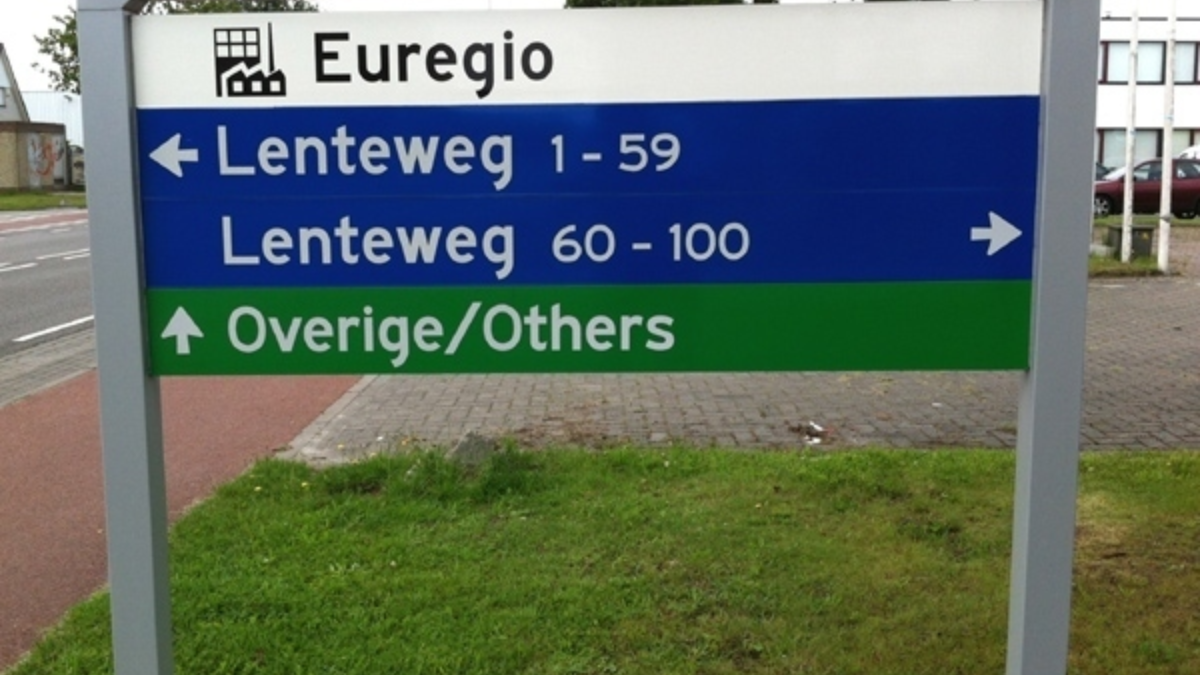 Euregio
Lenteweg 1 - 59
Lenteweg 60 - 100
Overige/Others